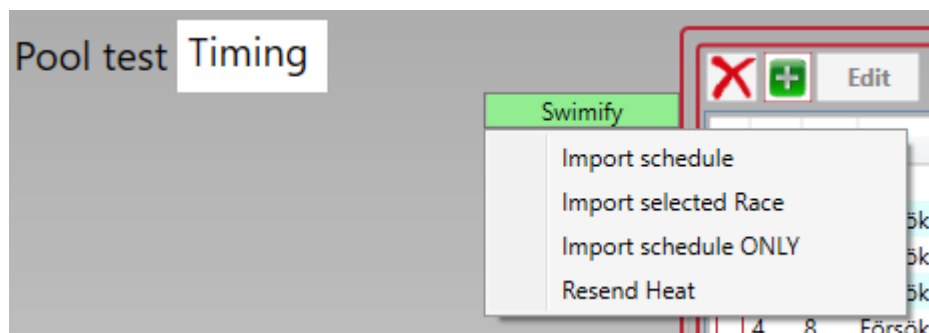 Pool test Timing
Edit
Swimify
Import schedule
Import selected Race
Import schedule ONLY
Resend Heat
4 8 Försök